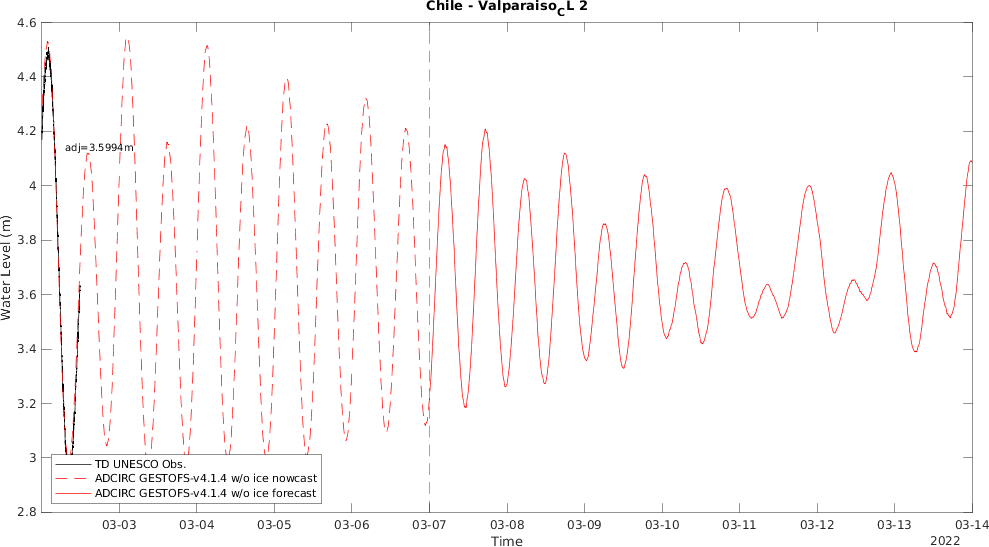 Chile - Valparaiso_CL 2
4.6
4.4
4.2
4
3.8
3.6
3.4
3.2
3
2.8
Water Level (m)
adj=3.5994m
TD UNESCO Obs.
ADCIRC GESTOFS-v4.1.4 w/o ice nowcast
ADCIRC GESTOFS-v4.1.4 w/o ice forecast
03-03 03-04 03-05 03-06 03-07 03-08 03-09 03-10 03-11 03-12 03-13 03-14
Time
2022